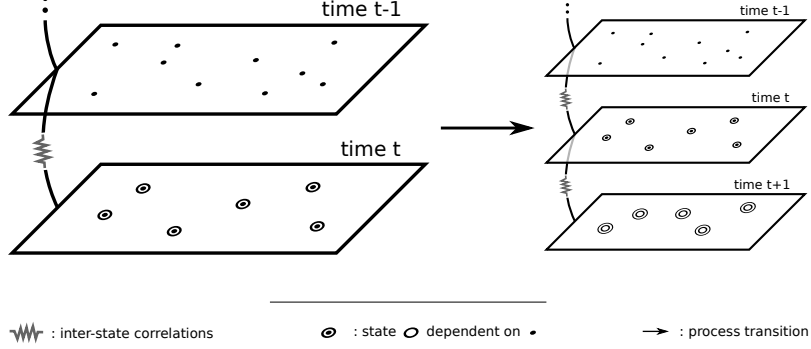 time t-1
time t
time t-1
time t
time t+1
: inter-state correlations
: state
dependent on
: process transition